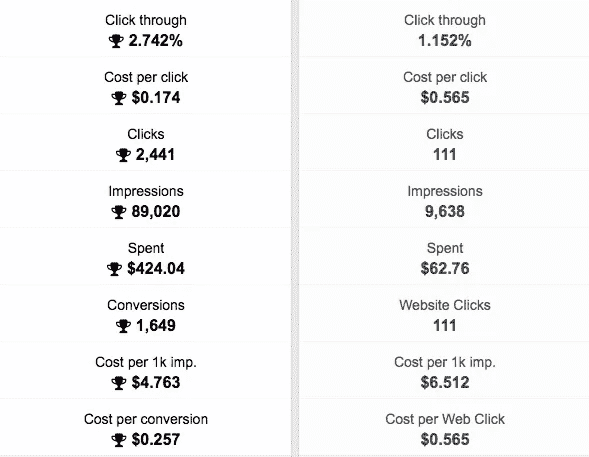 Click through
2.742%
Cost per click
$0.174
Clicks
2,441
Impressions
89,020
Spent
$424.04
Conversions
1,649
Cost per 1k imp.
$4.763
Cost per conversion
$0.257
Click through
1.152%
Cost per click
$0.565
Clicks
111
Impressions
9,638
Spent
$62.76
Website Clicks
111
Cost per 1k imp.
$6.512
Cost per Web Click
$0.565